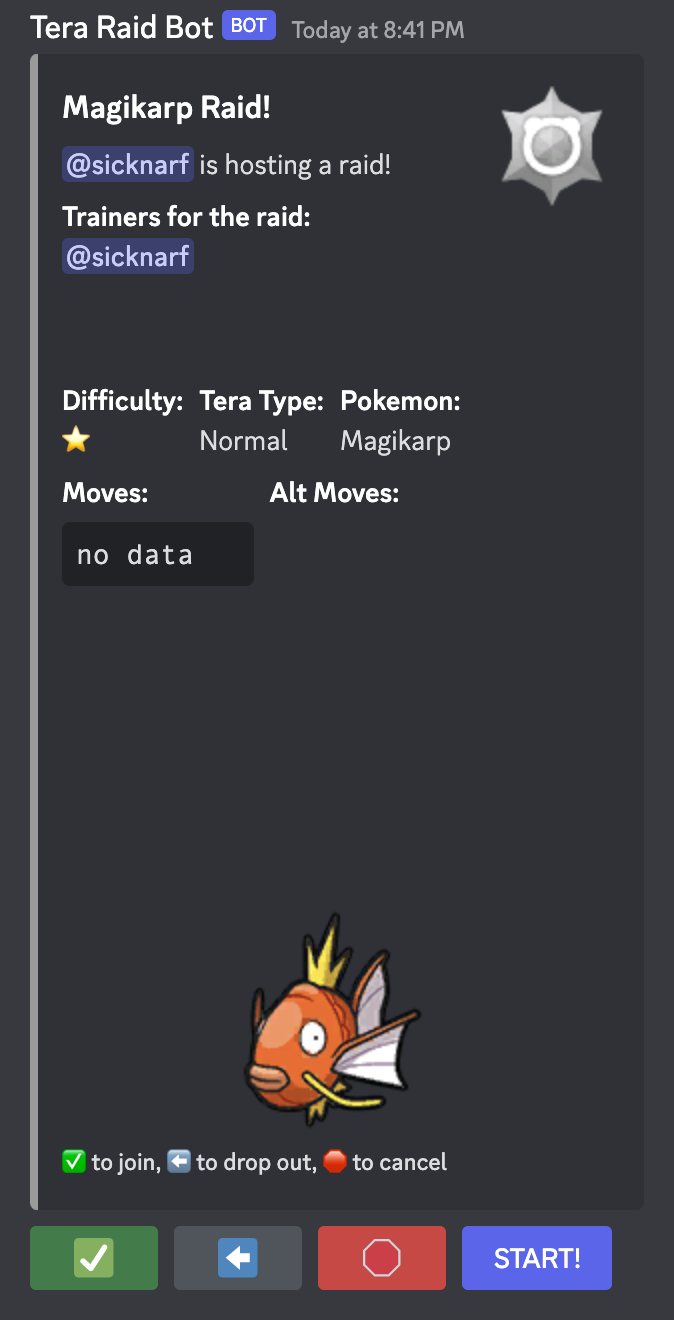 Tera Raid Bot BOT Today at 8:41 PM
Magikarp Raid!
@sicknarf is hosting a raid!
Trainers for the raid:
@sicknarf
Difficulty: Tera Type: Pokemon:
⭐ Normal Magikarp
Moves: Alt Moves:
no data
✅ to join, ⬅️ to drop out, 🛑 to cancel
START!